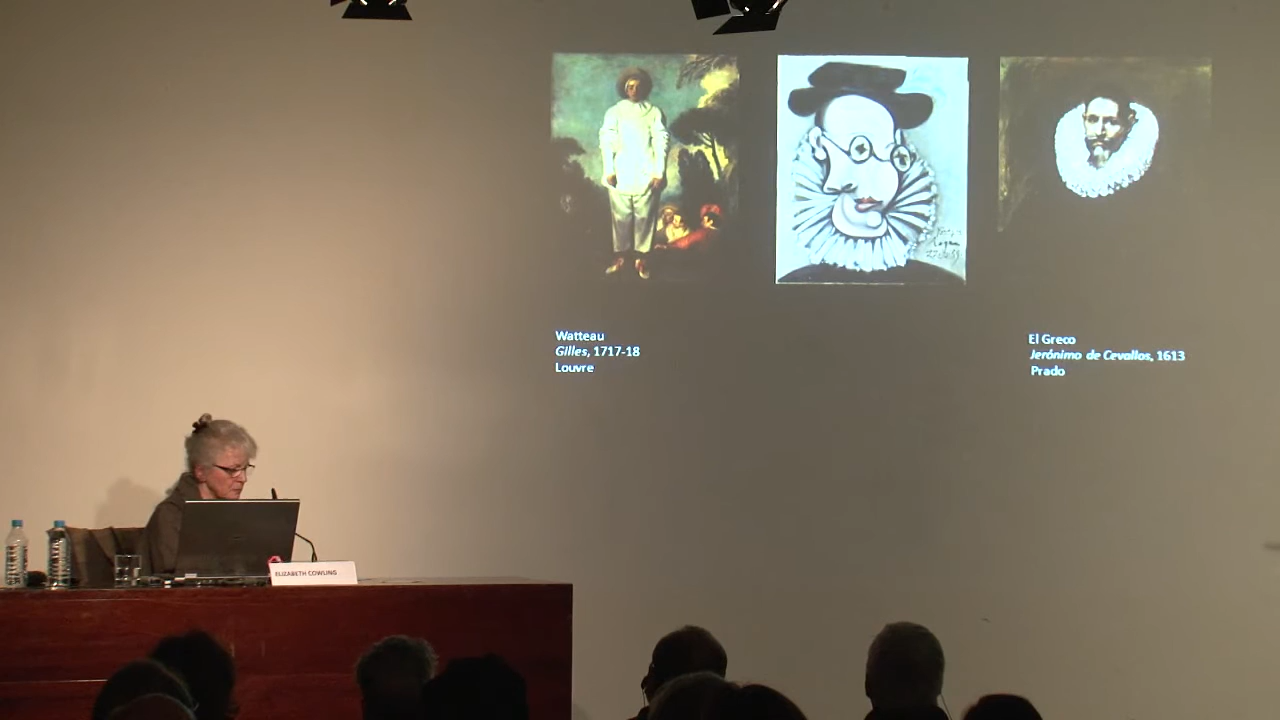 Watteau
Gilles, 1717-18
Louvre
El Greco
Jerónimo de Cevallos, 1613
Prado
ELIZABETH COWLING